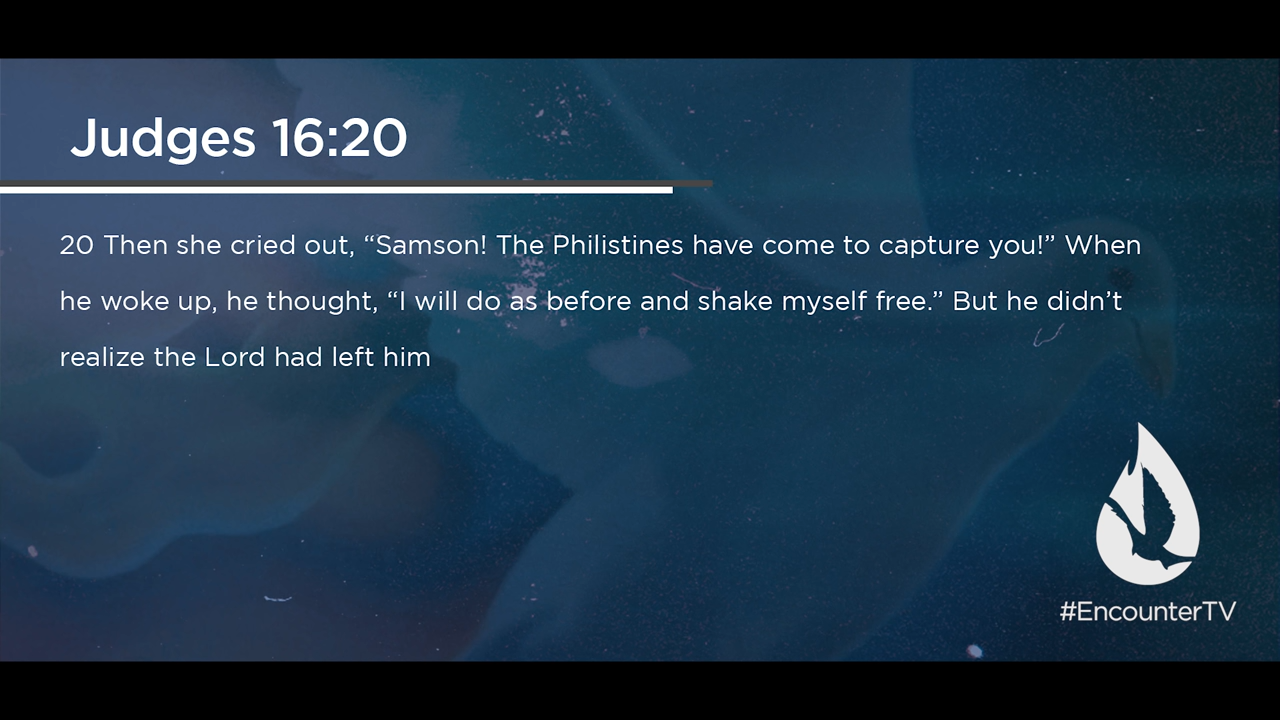 Judges 16:20
20 Then she cried out, “Samson! The Philistines have come to capture you!” When
he woke up, he thought, “I will do as before and shake myself free.” But he didn’t
realize the Lord had left him
#EncounterTV